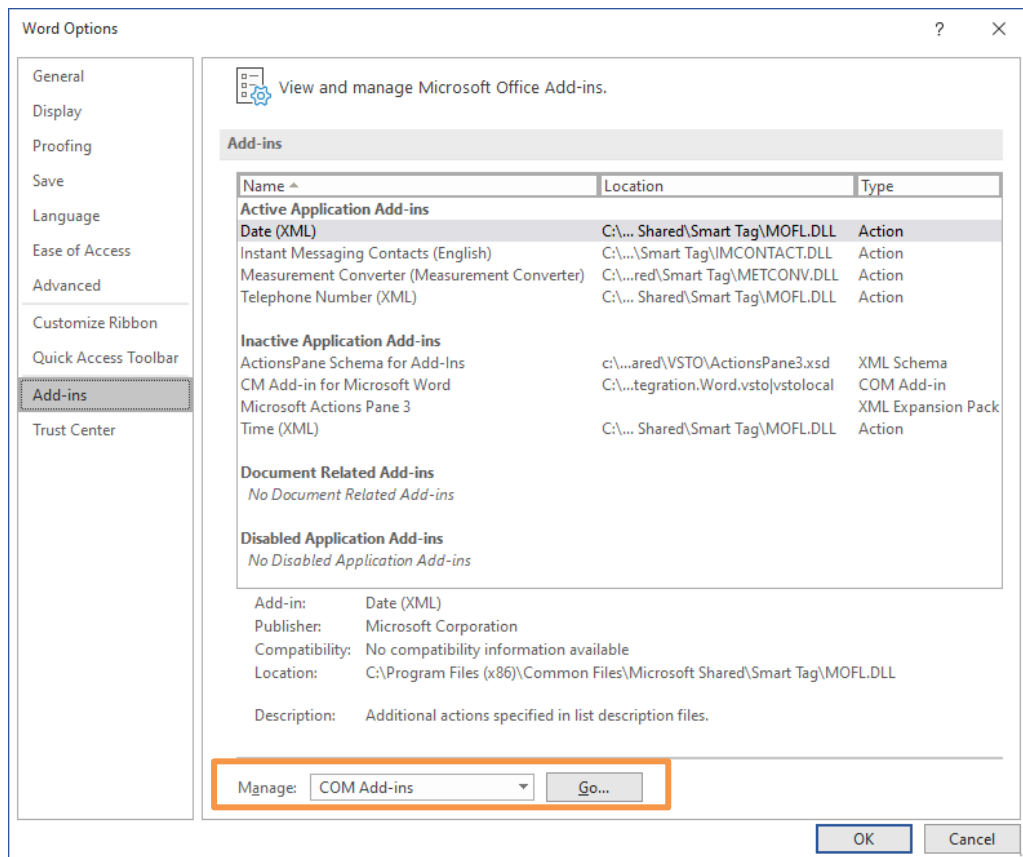 Word Options
?
General
Display
Proofing
Save
Language
Ease of Access
Advanced
Customize Ribbon
Quick Access Toolbar
Add-ins
Trust Center
View and manage Microsoft Office Add-ins.
Add-ins
Name Location Type
Active Application Add-ins
Date (XML) C:\... Shared\Smart Tag\MOFL.DLL Action
Instant Messaging Contacts (English) C:\...\Smart Tag\IMCONTACT.DLL Action
Measurement Converter (Measurement Converter) C:\...red\Smart Tag\METCONV.DLL Action
Telephone Number (XML) C:\... Shared\Smart Tag\MOFL.DLL Action
Inactive Application Add-ins
ActionsPane Schema for Add-Ins c:\...ared\VSTO\ActionsPane3.xsd XML Schema
CM Add-in for Microsoft Word C:\...tegration.Word.vsto|vstolocal COM Add-in
Microsoft Actions Pane 3 XML Expansion Pack
Time (XML) C:\... Shared\Smart Tag\MOFL.DLL Action
Document Related Add-ins
No Document Related Add-ins
Disabled Application Add-ins
No Disabled Application Add-ins
Add-in: Date (XML)
Publisher: Microsoft Corporation
Compatibility: No compatibility information available
Location: C:\Program Files (x86)\Common Files\Microsoft Shared\Smart Tag\MOFL.DLL
Description: Additional actions specified in list description files.
Manage: COM Add-ins Go...
OK Cancel